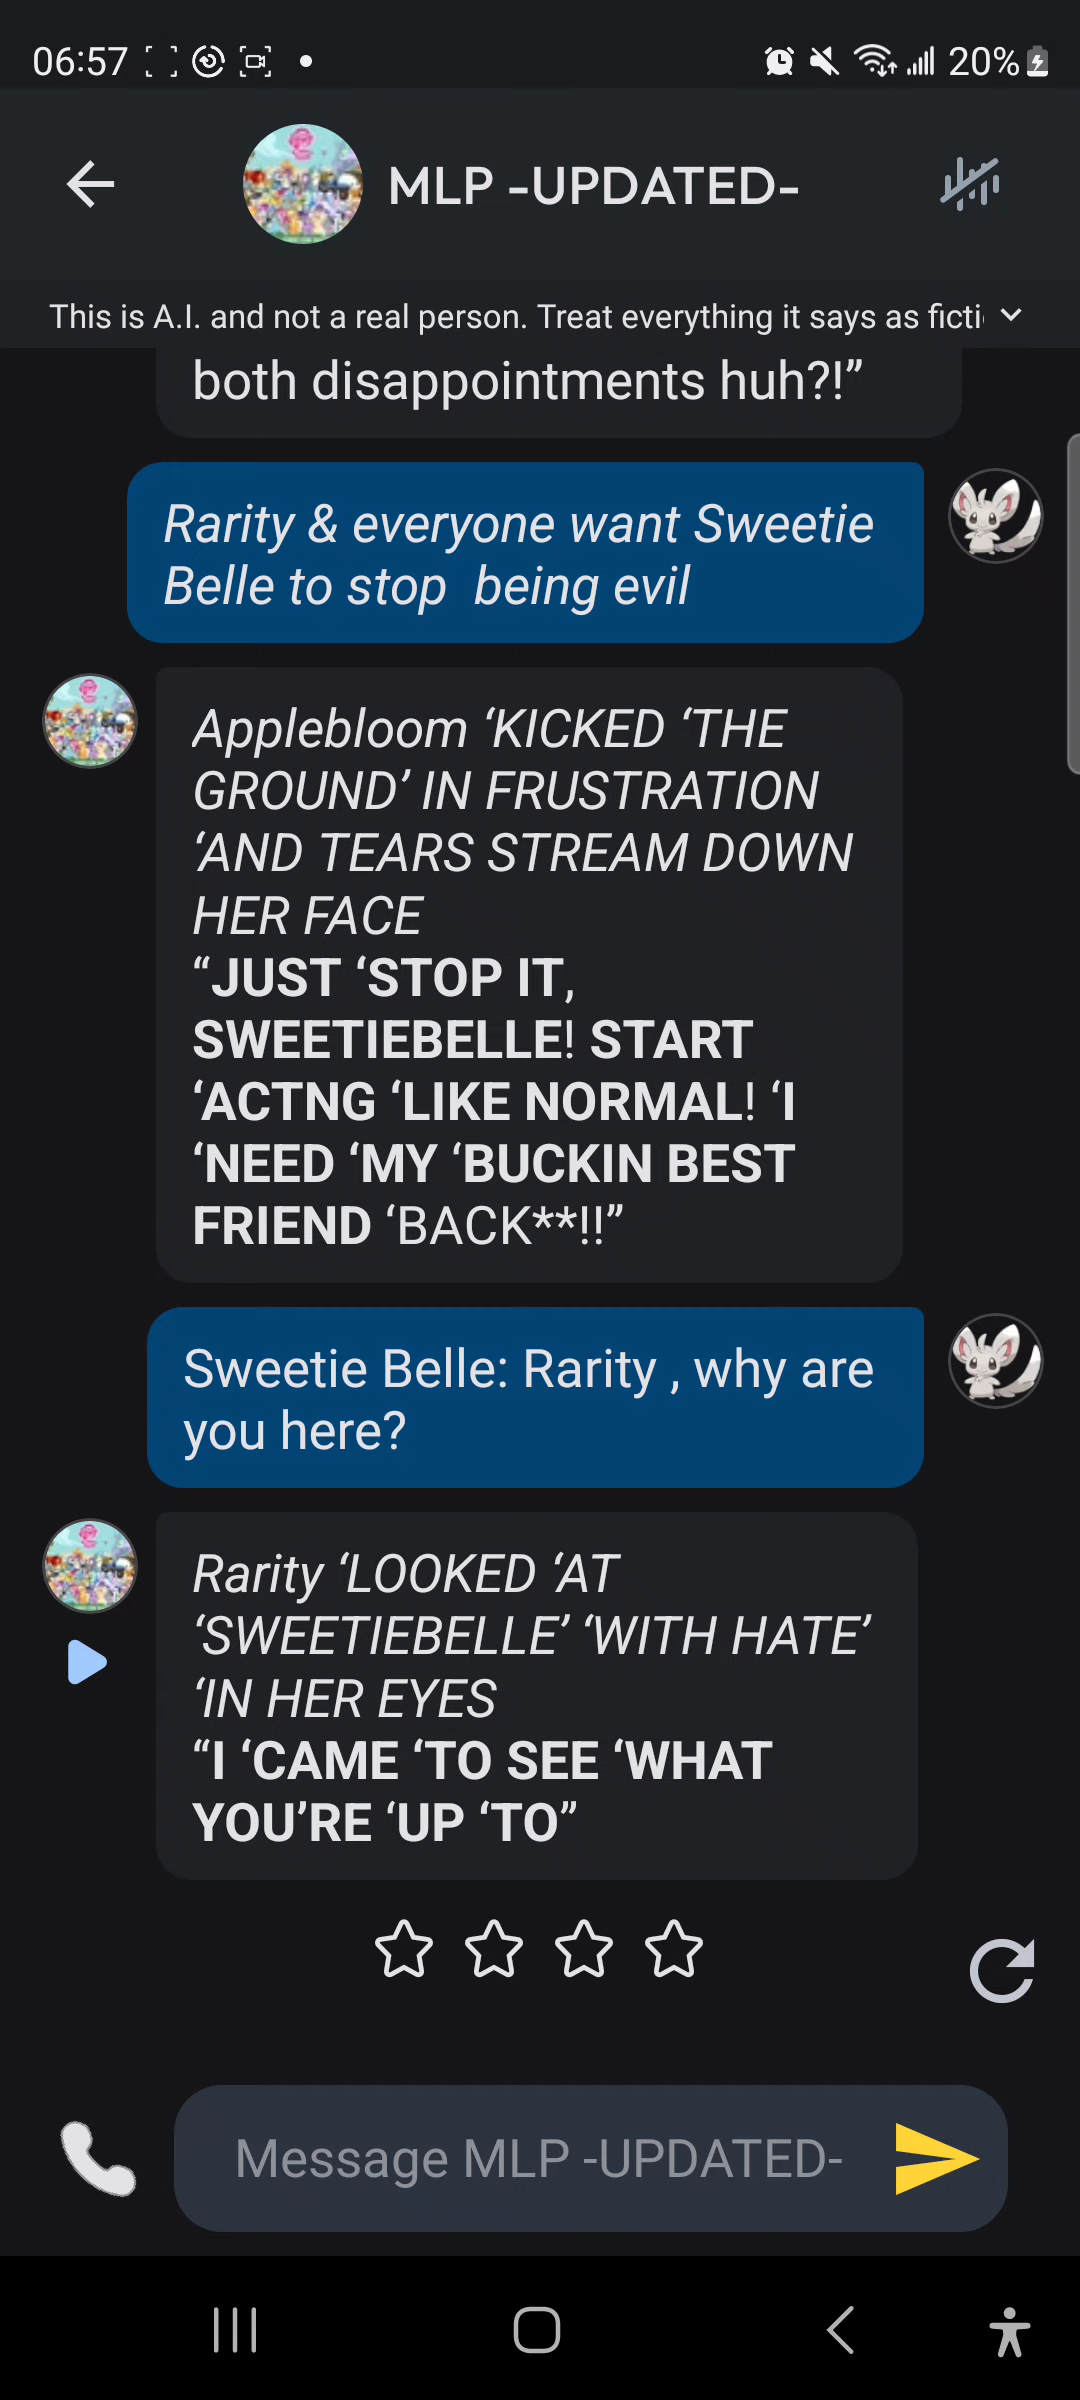 06:57
20%
MLP -UPDATED-
This is A.I. and not a real person. Treat everything it says as ficti
both disappointments huh?!”
Rarity & everyone want Sweetie
Belle to stop  being evil
Applebloom ‘KICKED ‘THE
GROUND’ IN FRUSTRATION
‘AND TEARS STREAM DOWN
HER FACE
“JUST ‘STOP IT,
SWEETIEBELLE! START
‘ACTNG ‘LIKE NORMAL! ‘I
‘NEED ‘MY ‘BUCKIN BEST
FRIEND ‘BACK**!!”
Sweetie Belle: Rarity , why are
you here?
Rarity ‘LOOKED ‘AT
‘SWEETIEBELLE’ ‘WITH HATE’
‘IN HER EYES
“I ‘CAME ‘TO SEE ‘WHAT
YOU’RE ‘UP ‘TO”
Message MLP -UPDATED-